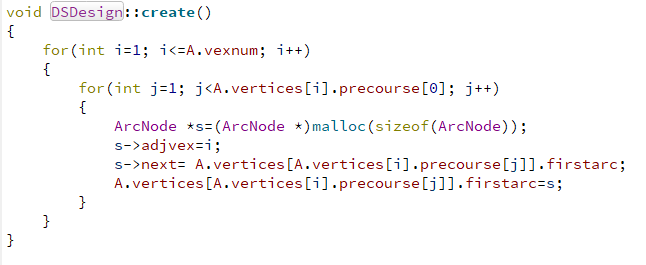 void DSDesign::create()
{
    for(int i=1; i<=A.vexnum; i++)
    {
        for(int j=1; j<A.vertices[i].precourse[0]; j++)
        {
            ArcNode *s=(ArcNode *)malloc(sizeof(ArcNode));
            s->adjvex=i;
            s->next= A.vertices[A.vertices[i].precourse[j]].firstarc;
            A.vertices[A.vertices[i].precourse[j]].firstarc=s;
        }
    }
}